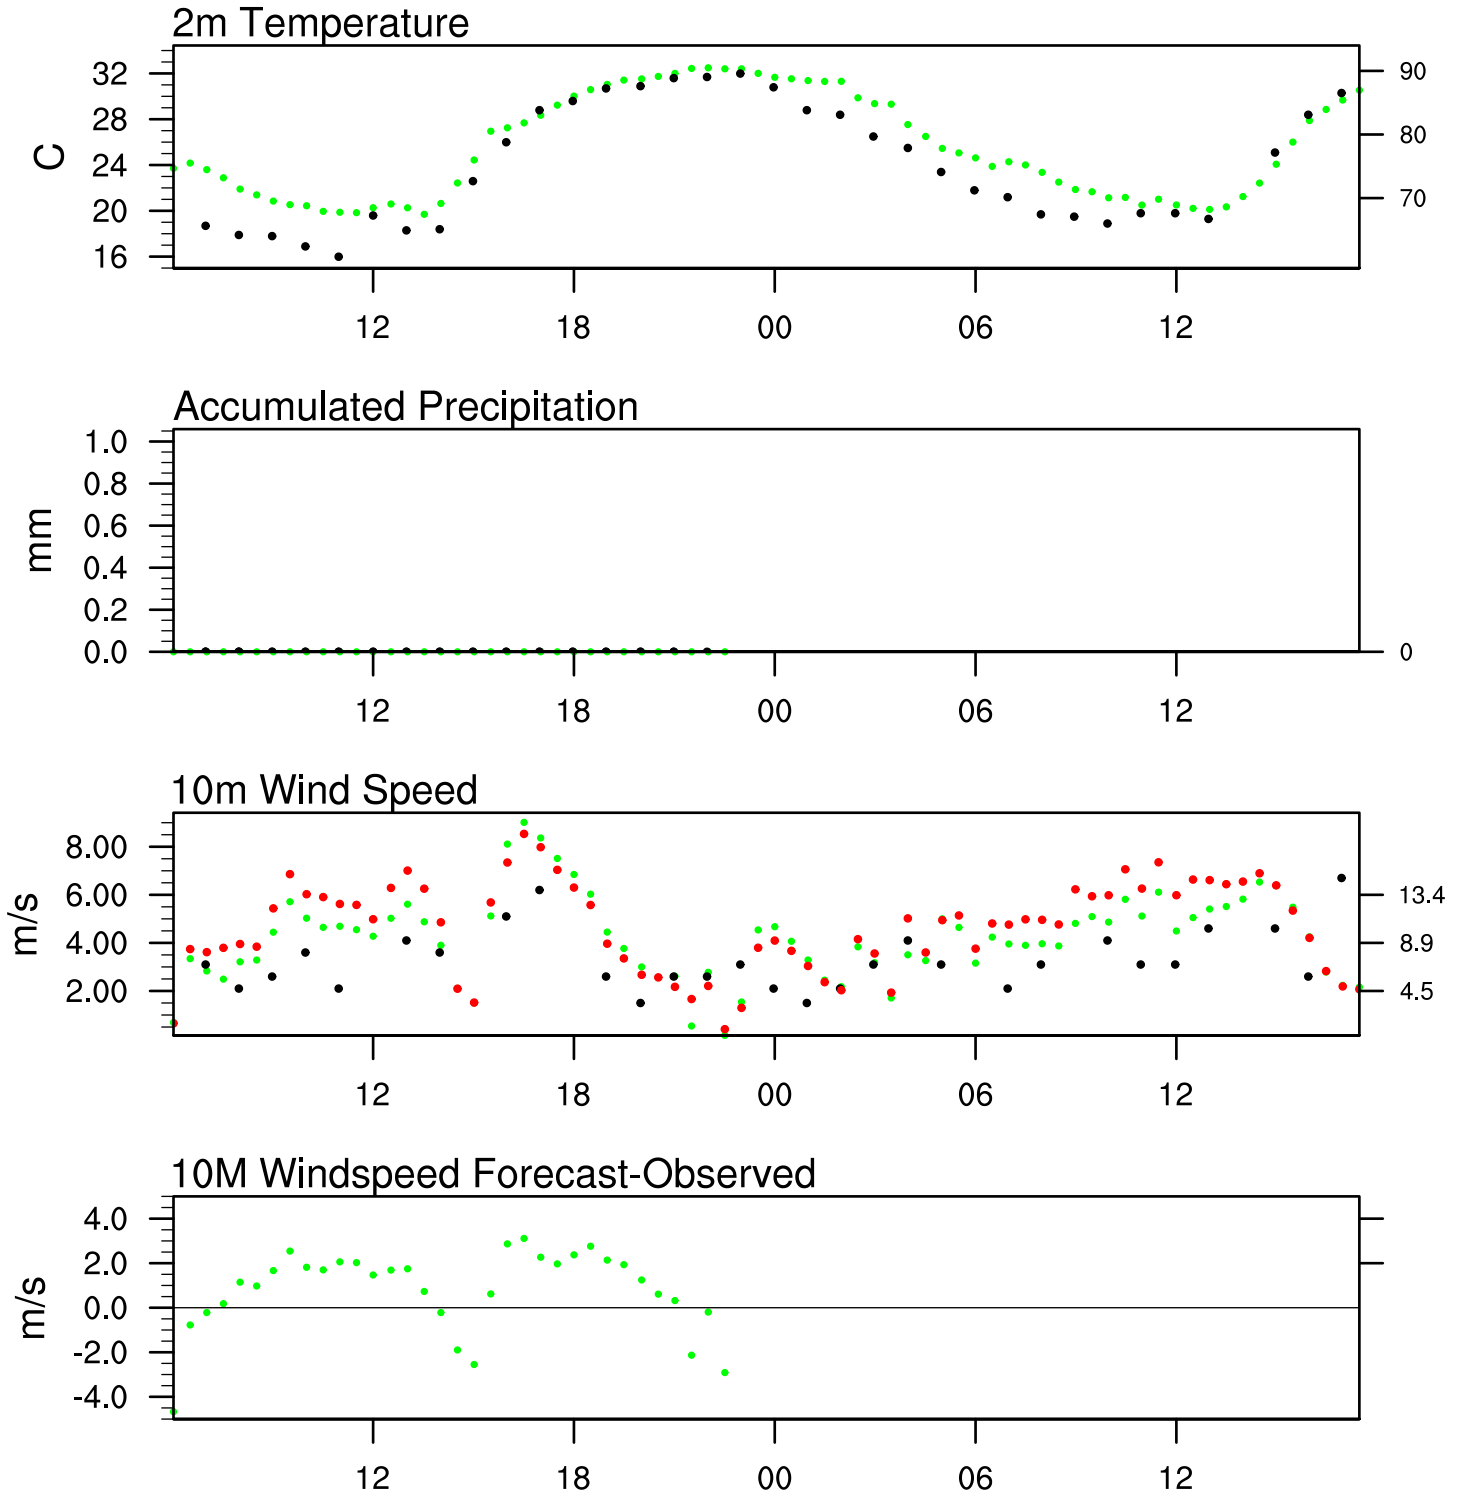 2m Temperature
32
28
24
20
16
C
90
80
70
12 18 00 06 12
Accumulated Precipitation
1.0
0.8
0.6
0.4
0.2
0.0
mm
0
12 18 00 06 12
10m Wind Speed
8.00
6.00
4.00
2.00
m/s
13.4
8.9
4.5
12 18 00 06 12
10M Windspeed Forecast-Observed
4.0
2.0
0.0
-2.0
-4.0
m/s
12 18 00 06 12